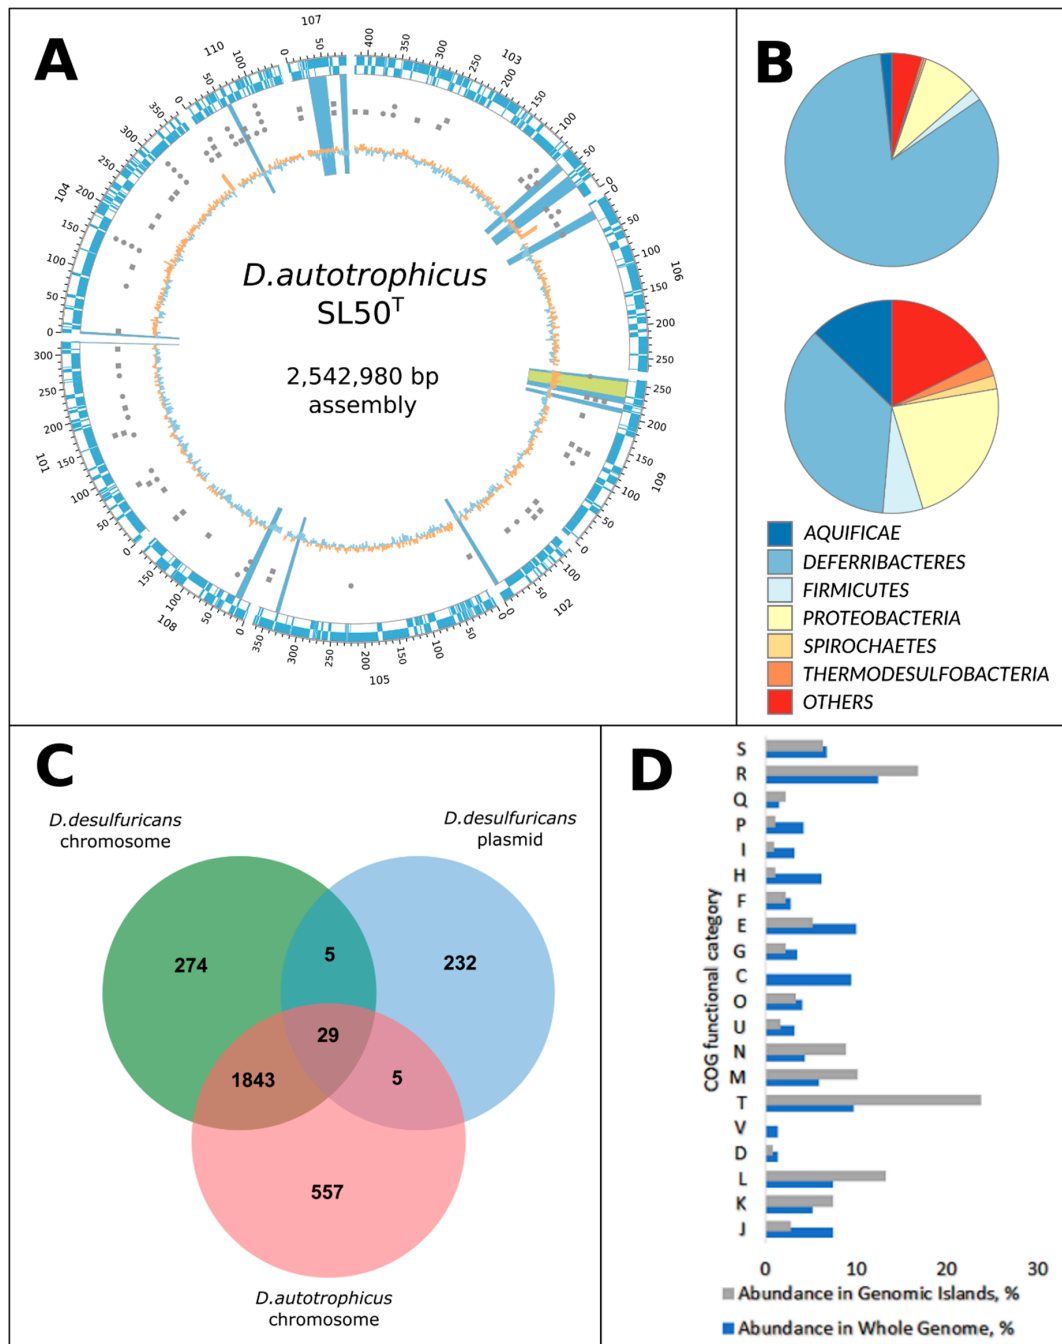 A
D.autotrophicus
SL50T
2,542,980 bp
assembly
107
0
50
400
350
300
250
103
200
150
100
50
0
0
50
100
106
150
200
250
250
200
109
150
100
50
0
100
102
50
0
50
100
150
200
105
250
300
350
0
50
108
100
150
0
50
100
101
150
200
250
300
0
50
100
150
104
200
250
300
350
0
50
110
100
B
AQUIFICAE
DEFERRIBACTERES
FIRMICUTES
PROTEOBACTERIA
SPIROCHAETES
THERMODESULFOBACTERIA
OTHERS
C
D.desulfuricans
chromosome
D.desulfuricans
plasmid
274
5
232
29
1843
5
557
D.autotrophicus
chromosome
D
COG functional category
S
R
Q
P
I
H
F
E
G
C
O
U
N
M
T
V
D
L
K
J
0 10 20 30
Abundance in Genomic Islands, %
Abundance in Whole Genome, %